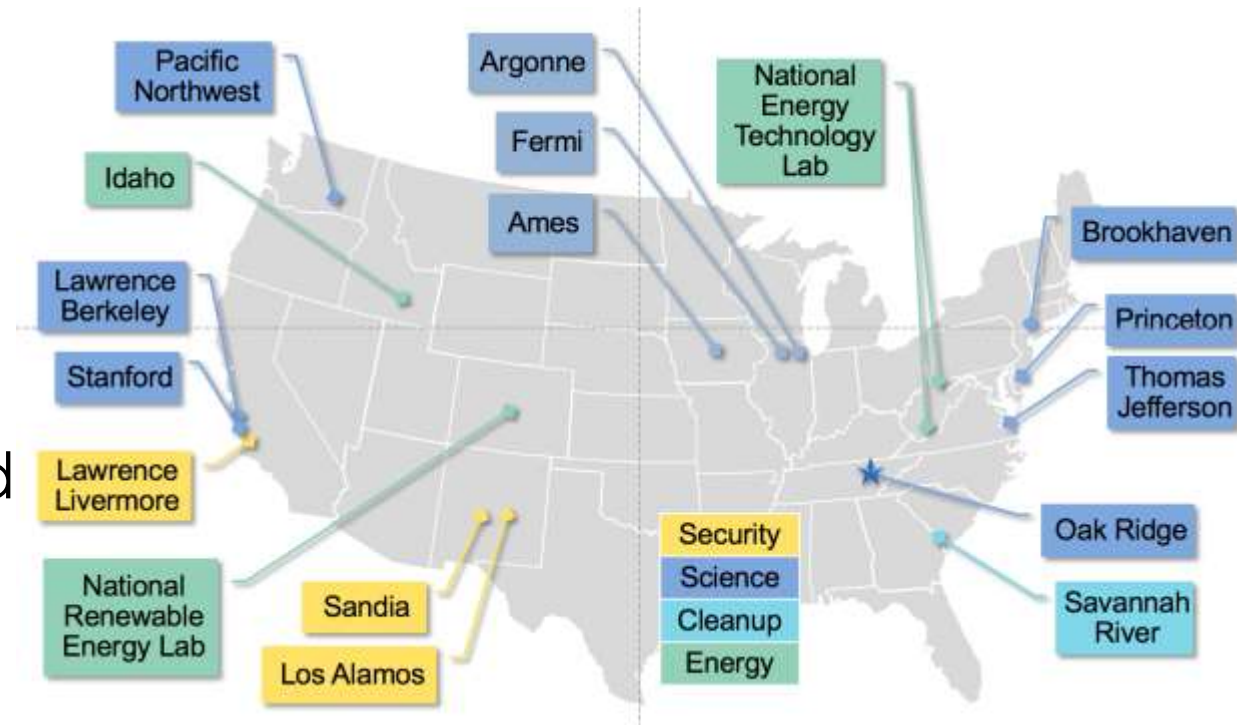 Pacific
Northwest
Argonne
National
Energy
Technology
Lab
Fermi
Idaho
Ames
Brookhaven
Lawrence
Berkeley
Princeton
Stanford
Thomas
Jefferson
d
Lawrence
Livermore
Security
Science
Cleanup
Energy
Oak Ridge
National
Renewable
Energy Lab
Sandia
Savannah
River
Los Alamos